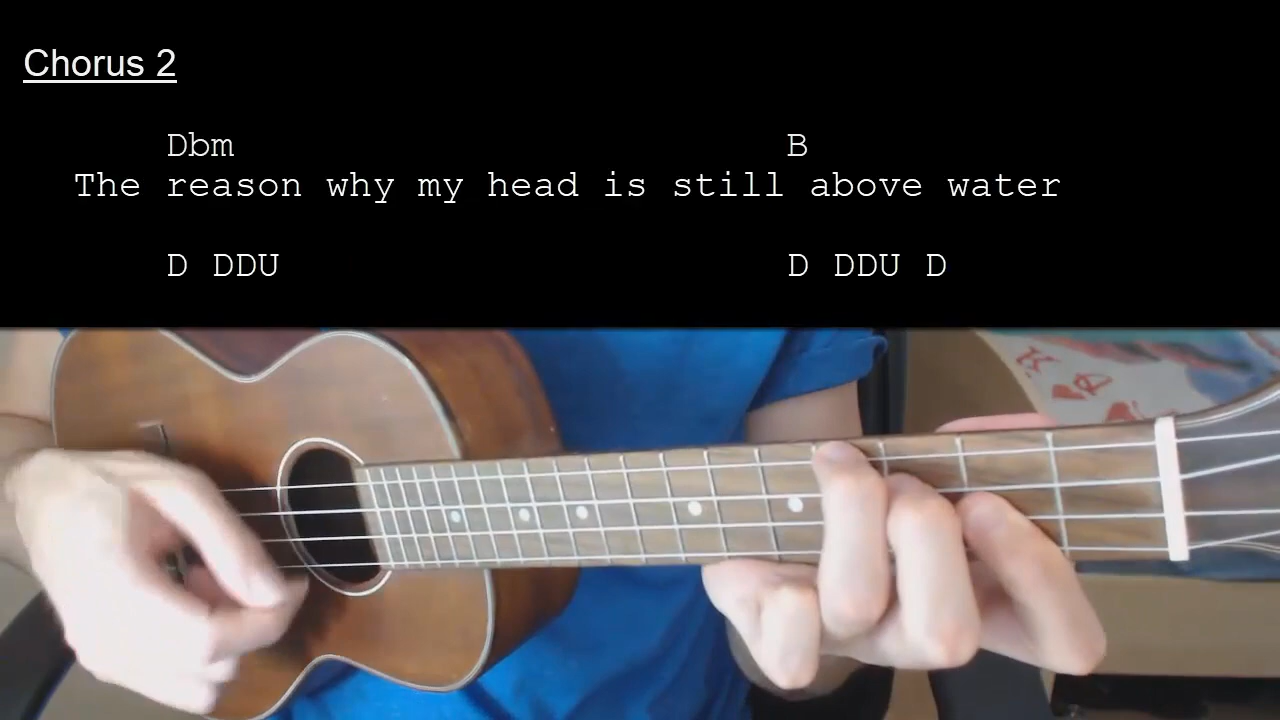 Chorus 2
Dbm B
The reason why my head is still above water
D DDU D DDU D